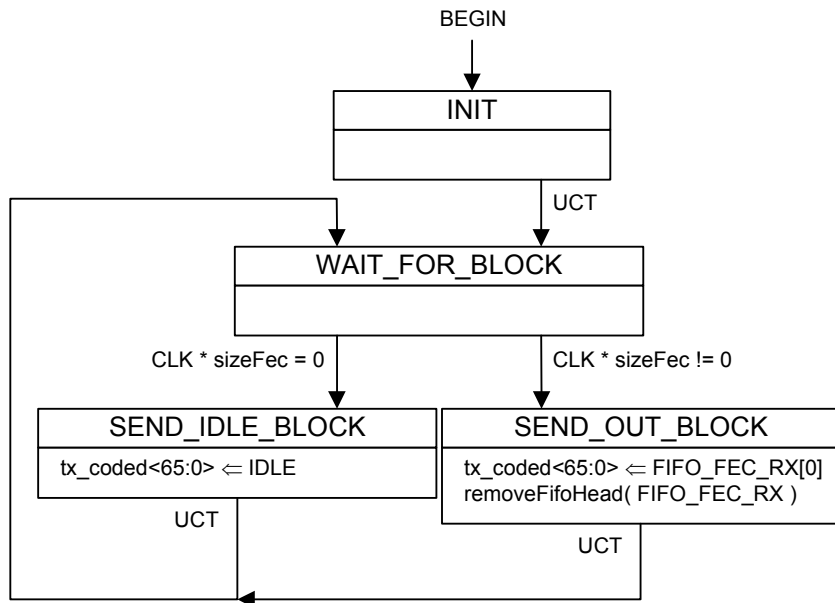 BEGIN
INIT
UCT
WAIT_FOR_BLOCK
CLK * sizeFec = 0
CLK * sizeFec != 0
SEND_IDLE_BLOCK
tx_coded<65:0> ⇐ IDLE
UCT
SEND_OUT_BLOCK
tx_coded<65:0> ⇐ FIFO_FEC_RX[0]
removeFifoHead( FIFO_FEC_RX )
UCT